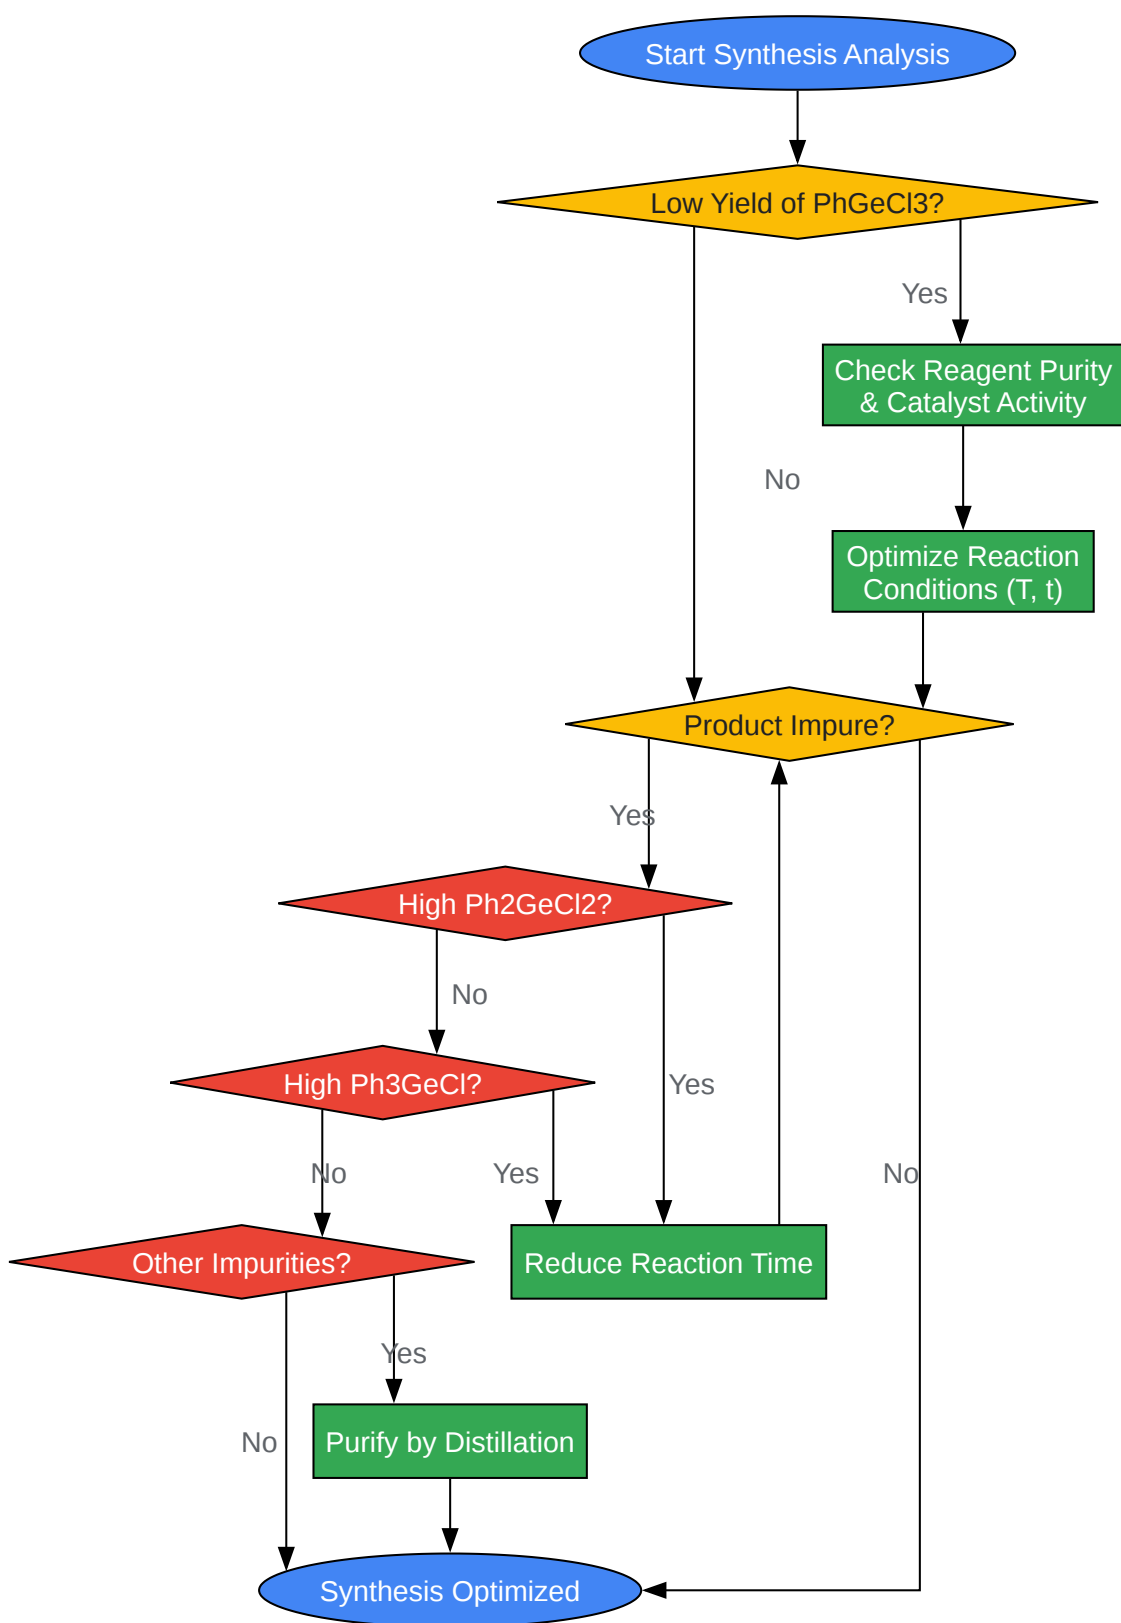 Start Synthesis Analysis
Low Yield of PhGeCl3?
Yes
Check Reagent Purity
& Catalyst Activity
No
Optimize Reaction
Conditions (T, t)
Product Impure?
Yes
High Ph2GeCl2?
No
High Ph3GeCl?
Yes
No
Yes
No
Other Impurities?
Reduce Reaction Time
Yes
No
Purify by Distillation
Synthesis Optimized